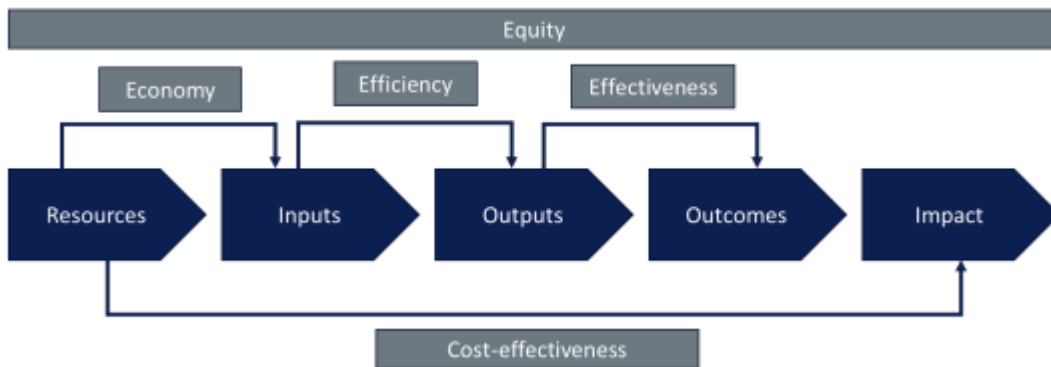 Equity
Economy
Efficiency
Effectiveness
Resources
Inputs
Outputs
Outcomes
Impact
Cost-effectiveness